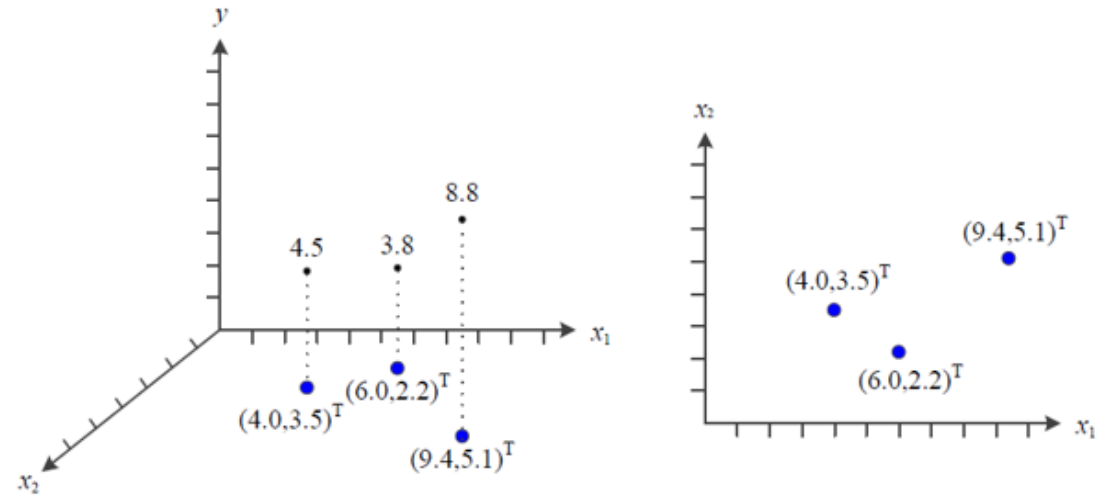 y
8.8
4.5
3.8
x₁
(4.0,3.5)ᵀ
(6.0,2.2)ᵀ
(9.4,5.1)ᵀ
x₂
x₂
(9.4,5.1)ᵀ
(4.0,3.5)ᵀ
(6.0,2.2)ᵀ
x₁